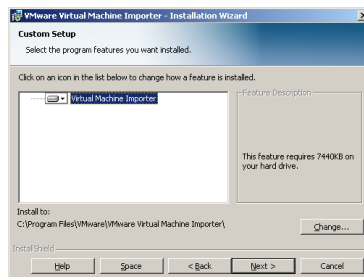 VMware Virtual Machine Importer - Installation Wizard
Custom Setup
Select the program features you want installed.
Click on an icon in the list below to change how a feature is installed.
Virtual Machine Importer
Feature Description
This feature requires 7440KB on
your hard drive.
Install to:
C:\Program Files\VMware\VMware Virtual Machine Importer\
Change...
InstallShield
Help
Space
< Back
Next >
Cancel